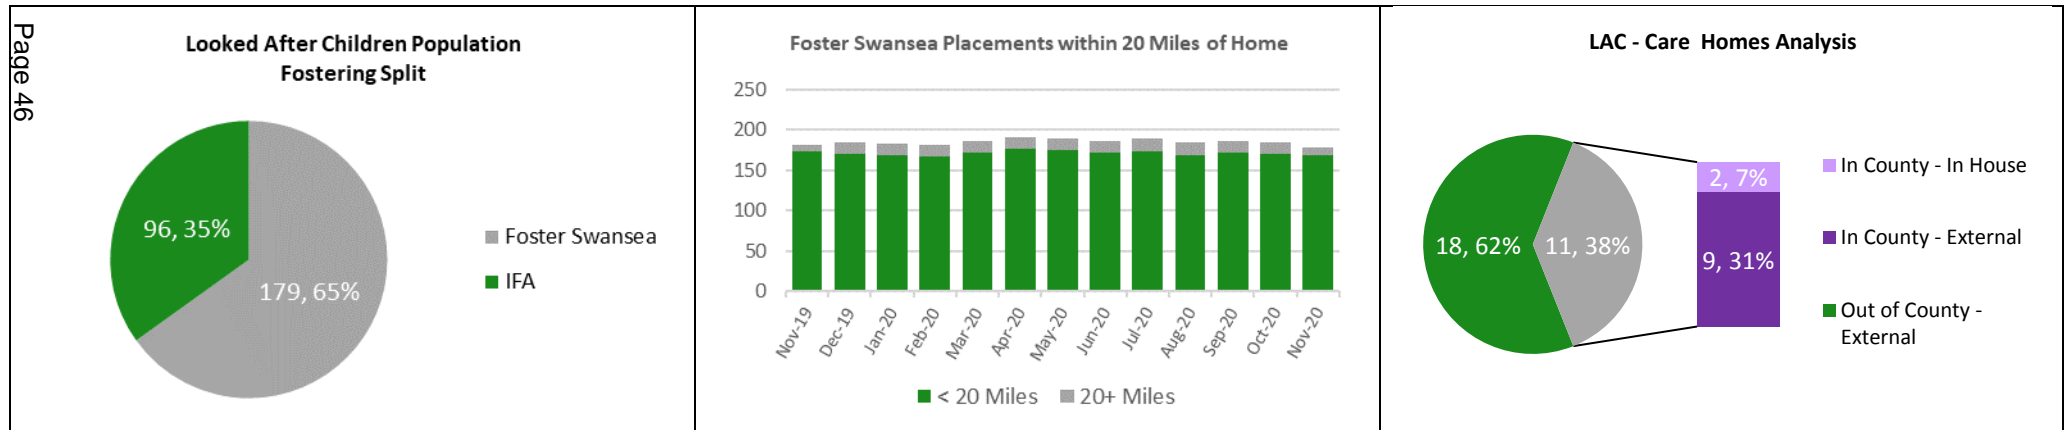 Page 46
Looked After Children Population
Fostering Split
96, 35%
179, 65%
Foster Swansea
IFA
Foster Swansea Placements within 20 Miles of Home
250
200
150
100
50
0
Nov-19
Dec-19
Jan-20
Feb-20
Mar-20
Apr-20
May-20
Jun-20
Jul-20
Aug-20
Sep-20
Oct-20
Nov-20
< 20 Miles
20+ Miles
LAC - Care Homes Analysis
18, 62%
11, 38%
2, 7%
9, 31%
In County - In House
In County - External
Out of County -
External